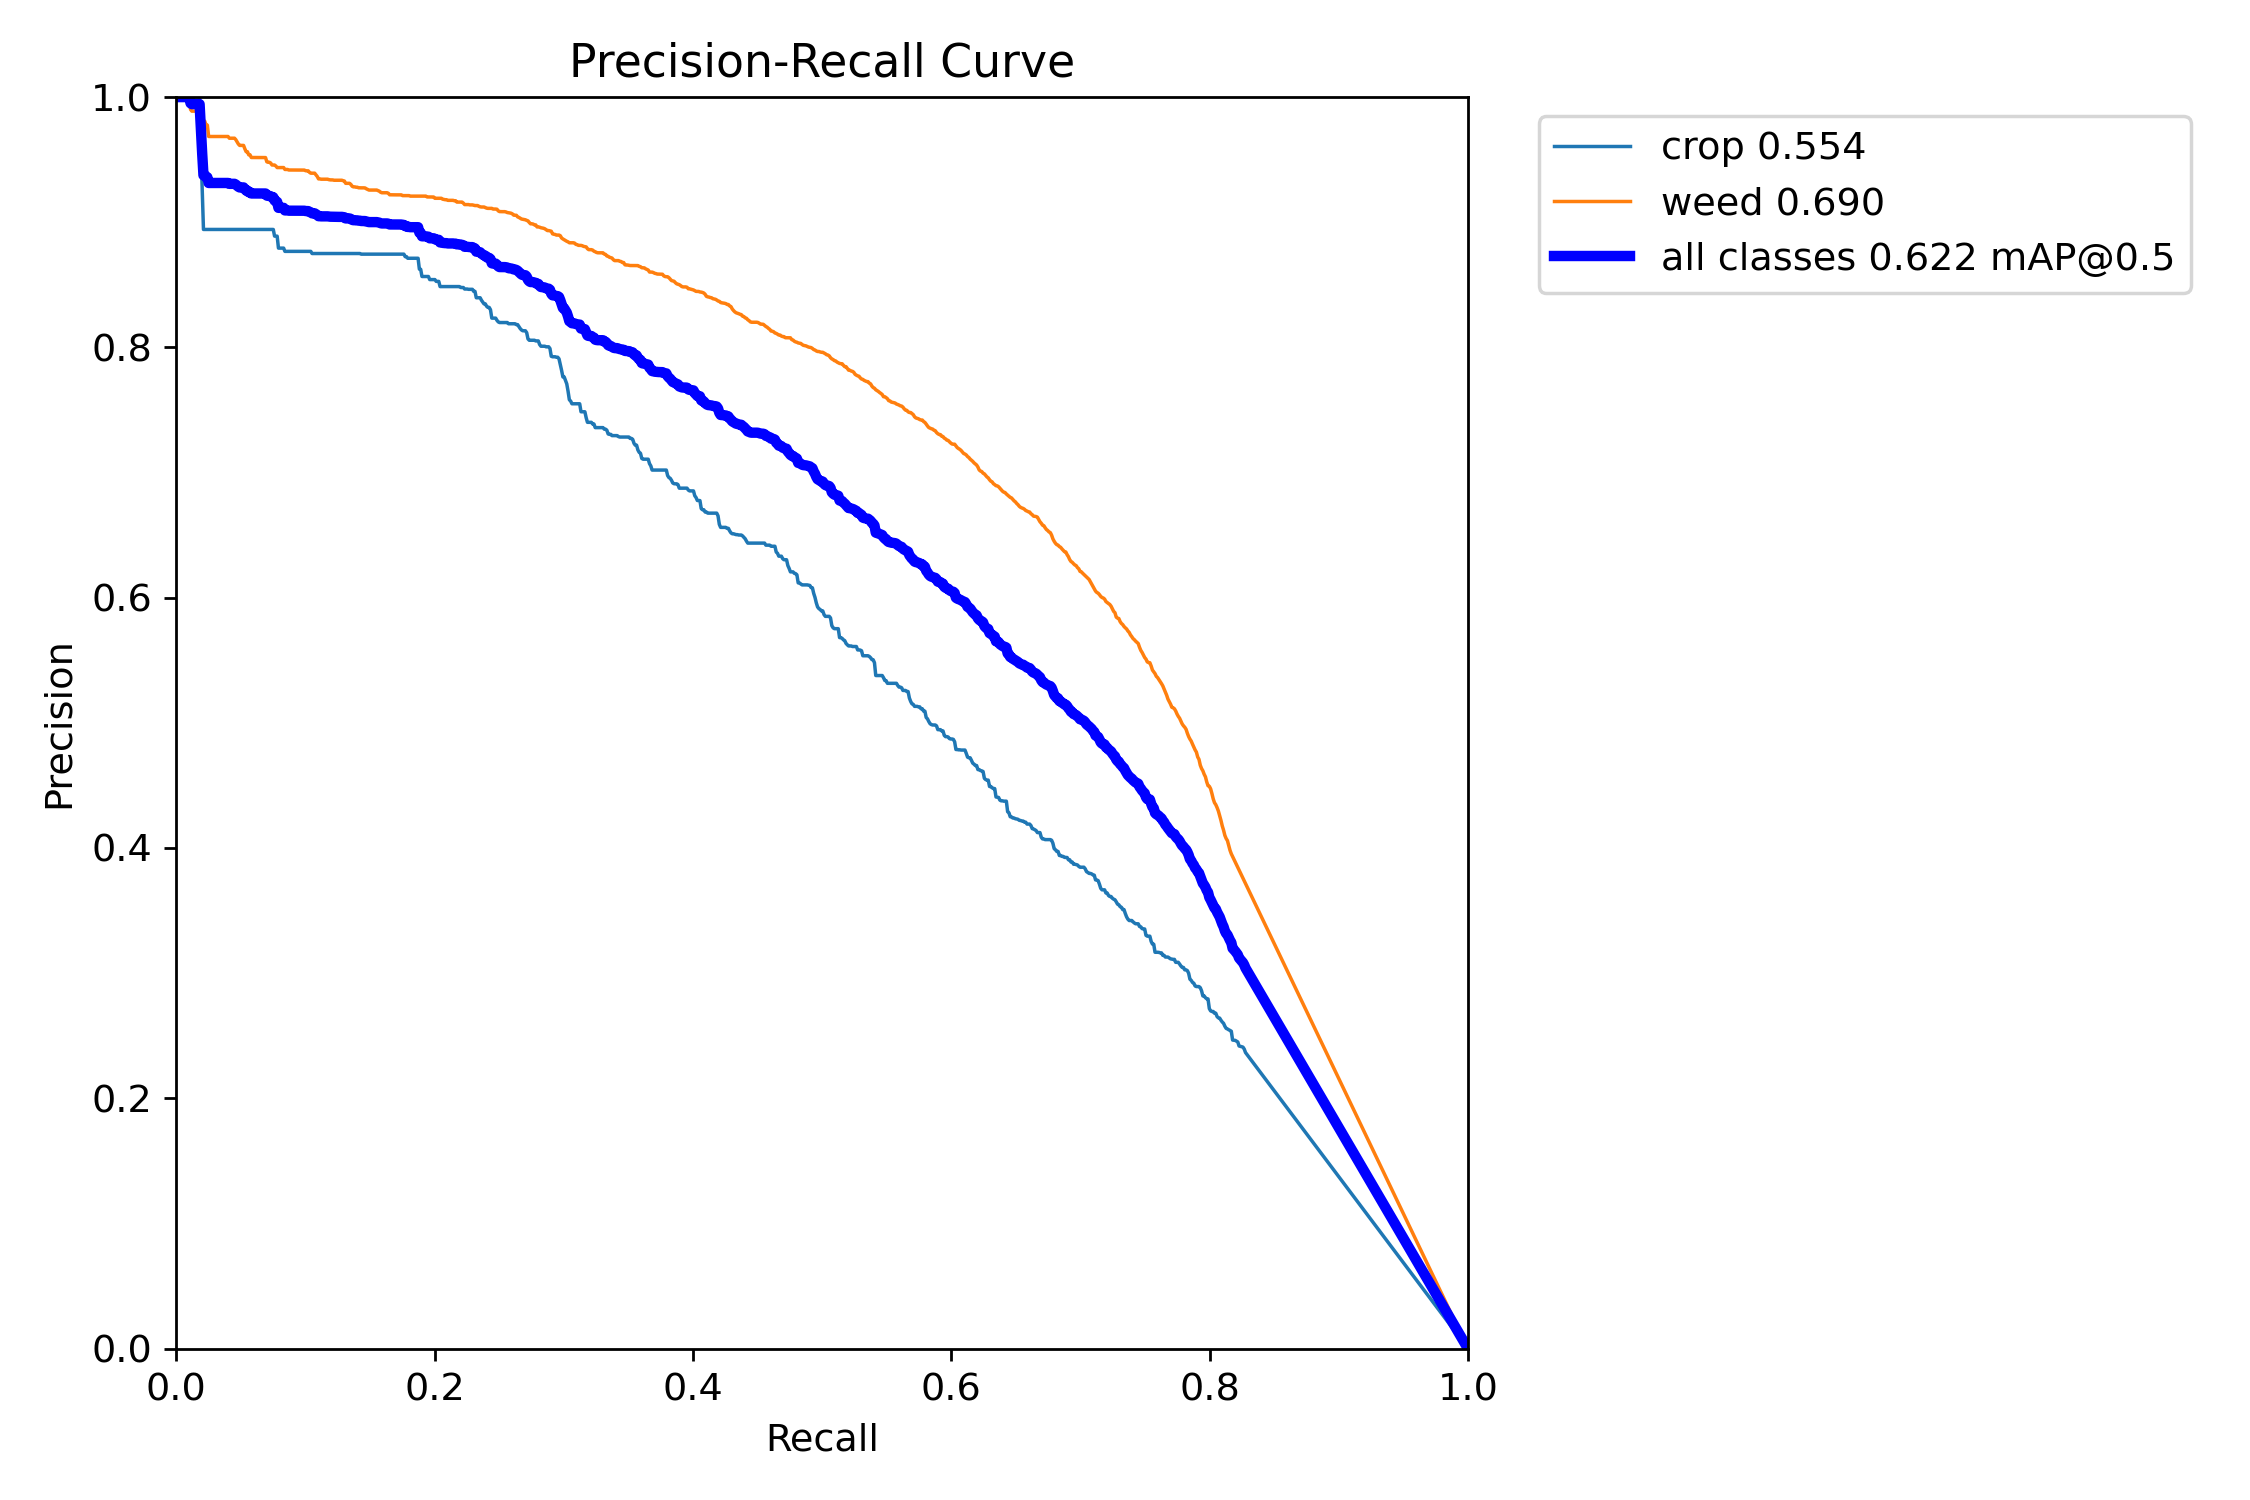 Precision-Recall Curve
crop 0.554
weed 0.690
all classes 0.622 mAP@0.5
Precision
1.0
0.8
0.6
0.4
0.2
0.0
0.0 0.2 0.4 0.6 0.8 1.0
Recall